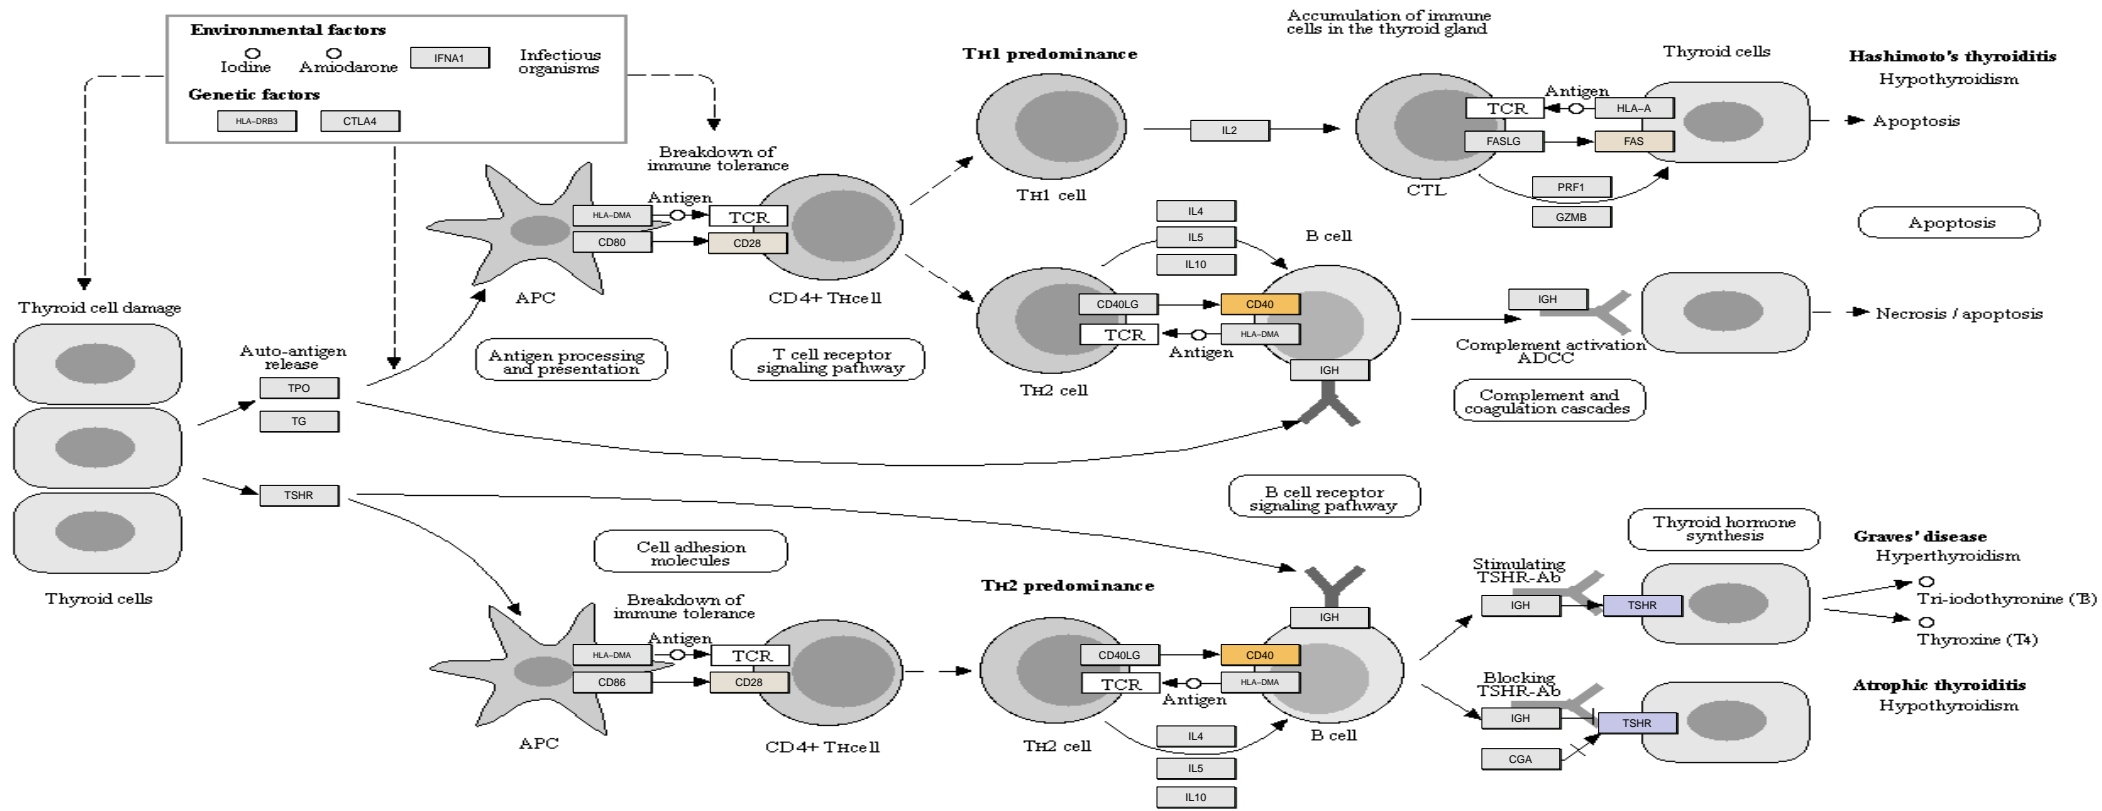 Environmental factors
Iodine
Amiodarone
IFNA1
Infectious
organisms
Genetic factors
HLA-DRB3
CTLA4
Thyroid cell damage
Thyroid cells
Auto-antigen
release
TPO
TG
TSHR
Breakdown of
immune tolerance
Antigen
HLA-DMA
TCR
CD80
CD28
APC
CD4+ THcell
Antigen processing
and presentation
T cell receptor
signaling pathway
TH1 predominance
TH1 cell
IL2
Accumulation of immune
cells in the thyroid gland
Thyroid cells
Antigen
TCR
HLA-A
FASLG
FAS
CTL
PRF1
GZMB
Hashimoto's thyroiditis
Hypothyroidism
Apoptosis
Apoptosis
IL4
IL5
IL10
B cell
CD40LG
CD40
TCR
HLA-DMA
Antigen
TH2 cell
IGH
IGH
Complement activation
ADCC
Necrosis / apoptosis
Complement and
coagulation cascades
B cell receptor
signaling pathway
Cell adhesion
molecules
Breakdown of
immune tolerance
Antigen
HLA-DMA
TCR
CD86
CD28
APC
CD4+ THcell
TH2 predominance
IGH
CD40LG
CD40
TCR
HLA-DMA
Antigen
TH2 cell
B cell
IL4
IL5
IL10
Thyroid hormone
synthesis
Stimulating
TSHR-Ab
IGH
TSHR
Graves' disease
Hyperthyroidism
Tri-iodothyronine (T3)
Thyroxine (T4)
Blocking
TSHR-Ab
IGH
TSHR
CGA
Atrophic thyroiditis
Hypothyroidism